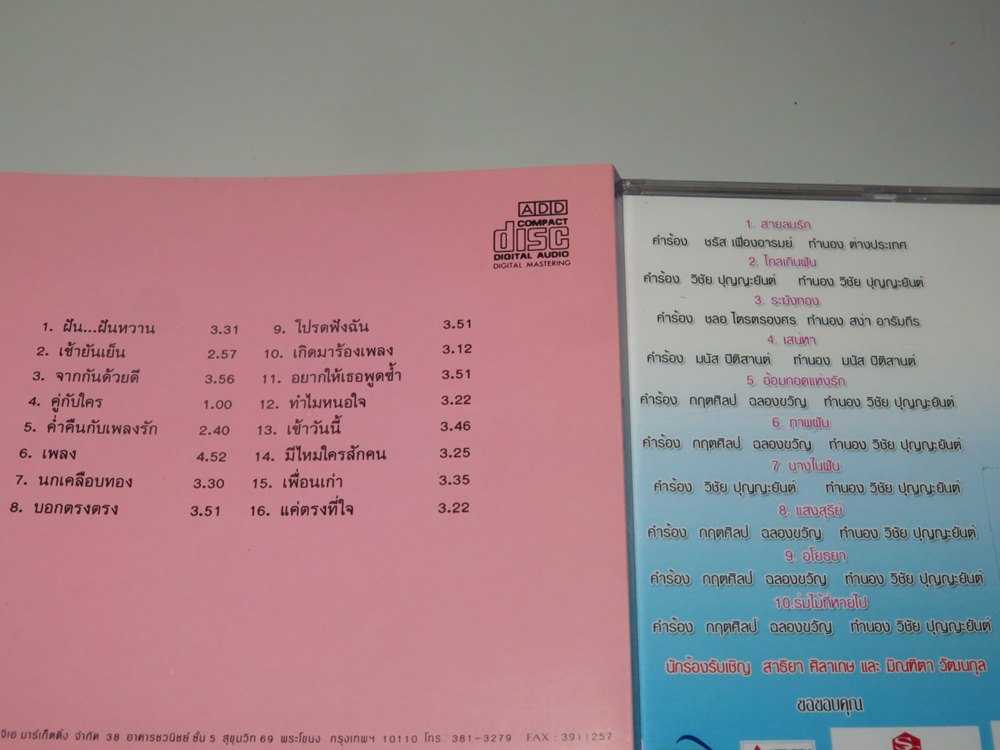 ADD
COMPACT
disc
DIGITAL AUDIO
DIGITAL MASTERING
1. ฝัน...ฝันหวาน 3.31
2. เช้ายันเย็น 2.57
3. จากกันด้วยดี 3.56
4. คู่กับใคร 1.00
5. ค่ำคืนกับเพลงรัก 2.40
6. เพลง 4.52
7. นกเคลือบทอง 3.30
8. บอกตรงตรง 3.51
9. โปรดฟังฉัน 3.51
10. เกิดมาร้องเพลง 3.12
11. อยากให้เธอพูดซ้ำ 3.51
12. ทำไมหนอใจ 3.22
13. เช้าวันนี้ 3.46
14. มีไหมใครสักคน 3.25
15. เพื่อนเก่า 3.35
16. แค่ตรงที่ใจ 3.22
จีเอ มาร์เก็ตติ้ง จำกัด 38 อาคารชวนิชย์ ชั้น 5 สุขุมวิท 69 พระโขนง กรุงเทพฯ 10110 โทร : 381-3279 FAX : 3911257
1. สายลมรัก
คำร้อง ชรัส เฟื่องอารมย์ ทำนอง ต่างประเทศ
2. ไกลเกินฝัน
คำร้อง วิชัย ปุญญะยันต์ ทำนอง วิชัย ปุญญะยันต์
3. ระฆังทอง
คำร้อง ชลอ ไตรตรองศร ทำนอง สง่า อารัมภีร
4. เสน่หา
คำร้อง มนัส ปิติสานต์ ทำนอง มนัส ปิติสานต์
5. อ้อมกอดแห่งรัก
คำร้อง กฤตศิลป์ ฉลองขวัญ ทำนอง วิชัย ปุญญะยันต์
6. ภาพฝัน
คำร้อง กฤตศิลป์ ฉลองขวัญ ทำนอง วิชัย ปุญญะยันต์
7. นางในฝัน
คำร้อง วิชัย ปุญญะยันต์ ทำนอง วิชัย ปุญญะยันต์
8. แสงสุรีย์
คำร้อง กฤตศิลป์ ฉลองขวัญ ทำนอง วิชัย ปุญญะยันต์
9. อโยธยา
คำร้อง กฤตศิลป์ ฉลองขวัญ ทำนอง วิชัย ปุญญะยันต์
10.ร่มไม้ที่หายไป
คำร้อง กฤตศิลป์ ฉลองขวัญ ทำนอง วิชัย ปุญญะยันต์
นักร้องรับเชิญ สาธิยา ศิลาเกษ และ มิณฑิตา วัฒนกุล
ขอขอบคุณ